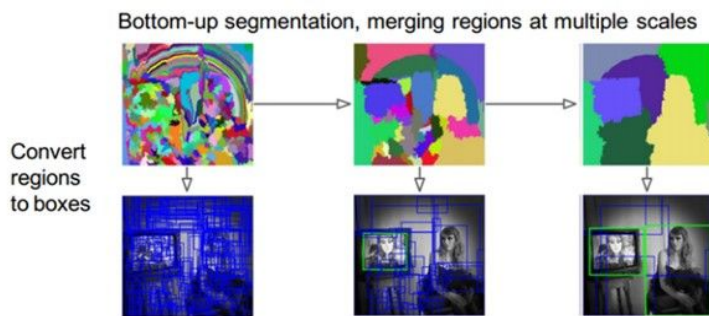 Bottom-up segmentation, merging regions at multiple scales
Convert
regions
to boxes